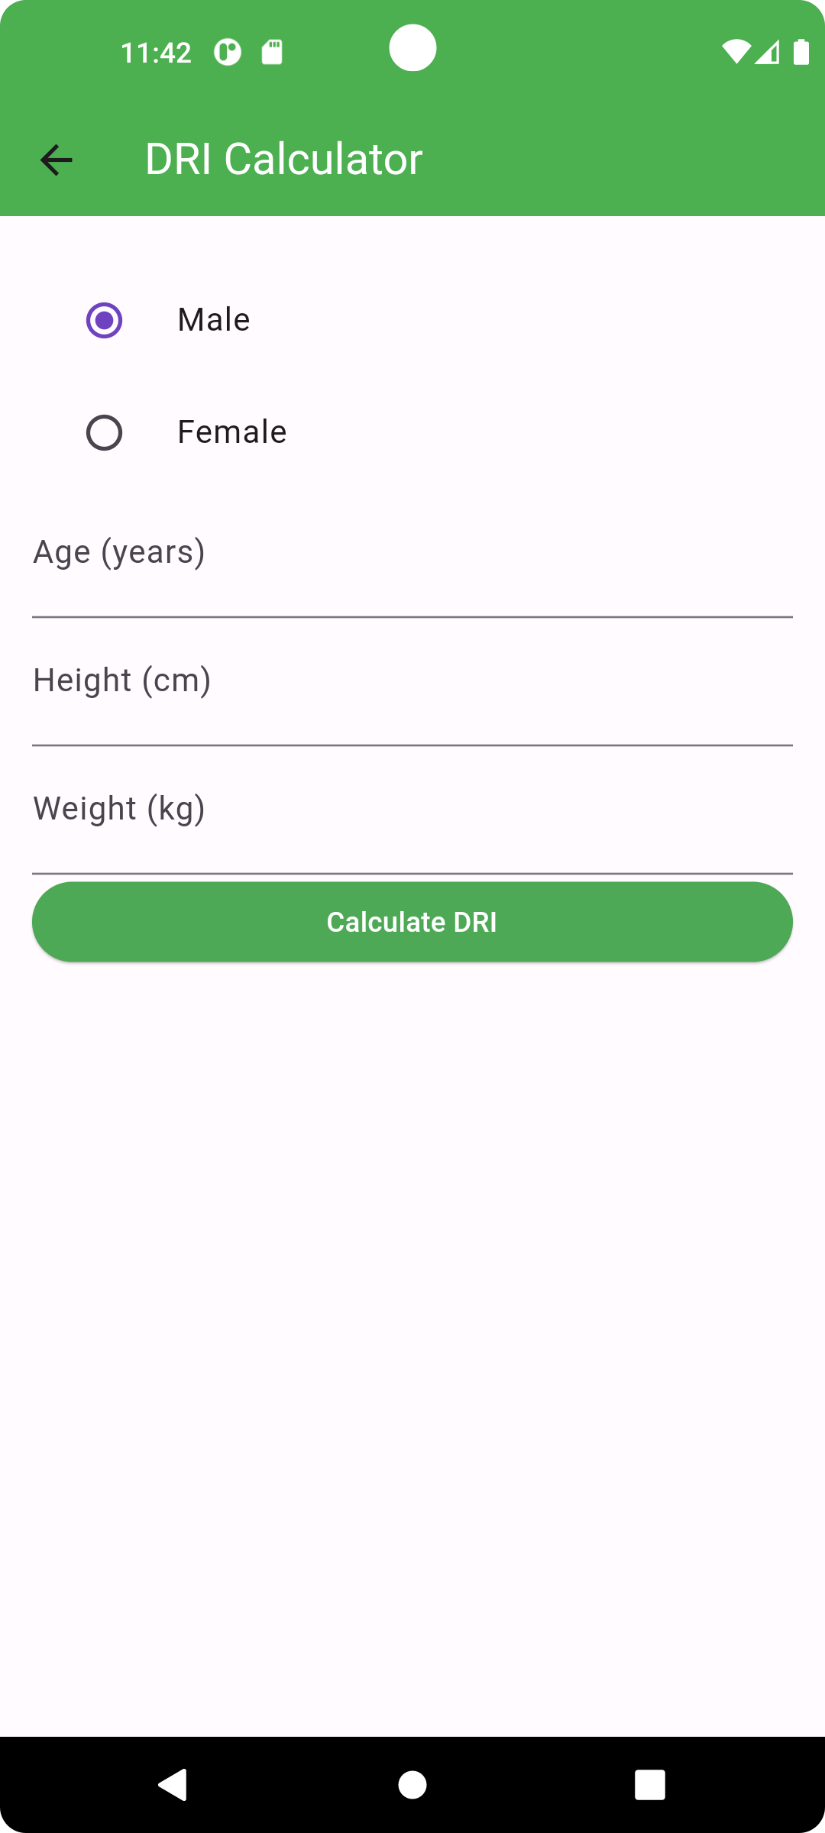 11:42
DRI Calculator
Male
Female
Age (years)
Height (cm)
Weight (kg)
Calculate DRI